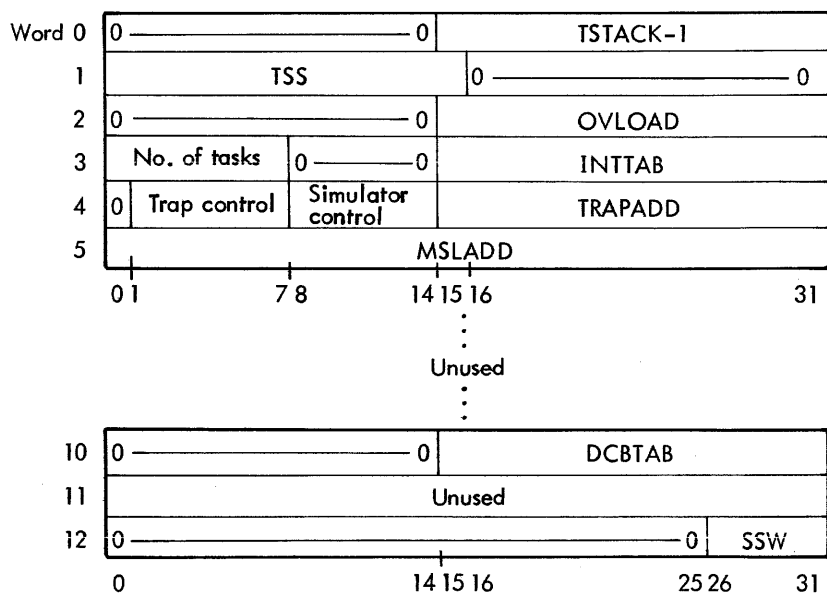 Word 0 0 0 TSTACK-1
1 TSS 0 0
2 0 0 OVLOAD
3 No. of tasks 0 0 INTTAB
4 0 Trap control Simulator control TRAPADD
5 MSLADD
0 1 7 8 14 15 16 31
Unused
10 0 0 DCBTAB
11 Unused
12 0 0 SSW
0 14 15 16 25 26 31